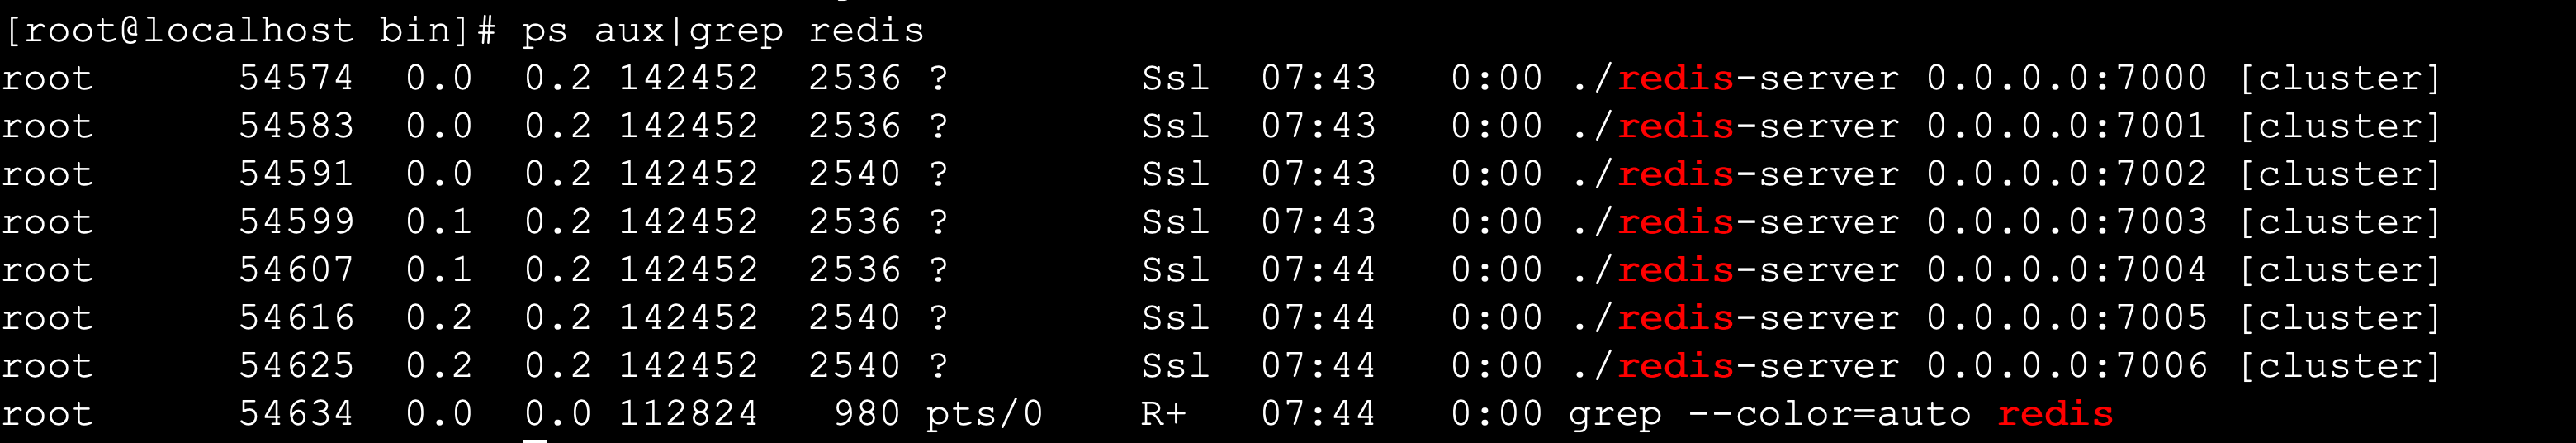 [root@localhost bin]# ps aux|grep redis
root      54574  0.0  0.2 142452  2536 ?        Ssl  07:43   0:00 ./redis-server 0.0.0.0:7000 [cluster]
root      54583  0.0  0.2 142452  2536 ?        Ssl  07:43   0:00 ./redis-server 0.0.0.0:7001 [cluster]
root      54591  0.0  0.2 142452  2540 ?        Ssl  07:43   0:00 ./redis-server 0.0.0.0:7002 [cluster]
root      54599  0.1  0.2 142452  2536 ?        Ssl  07:43   0:00 ./redis-server 0.0.0.0:7003 [cluster]
root      54607  0.1  0.2 142452  2536 ?        Ssl  07:44   0:00 ./redis-server 0.0.0.0:7004 [cluster]
root      54616  0.2  0.2 142452  2540 ?        Ssl  07:44   0:00 ./redis-server 0.0.0.0:7005 [cluster]
root      54625  0.2  0.2 142452  2540 ?        Ssl  07:44   0:00 ./redis-server 0.0.0.0:7006 [cluster]
root      54634  0.0  0.0 112824   980 pts/0    R+   07:44   0:00 grep --color=auto redis